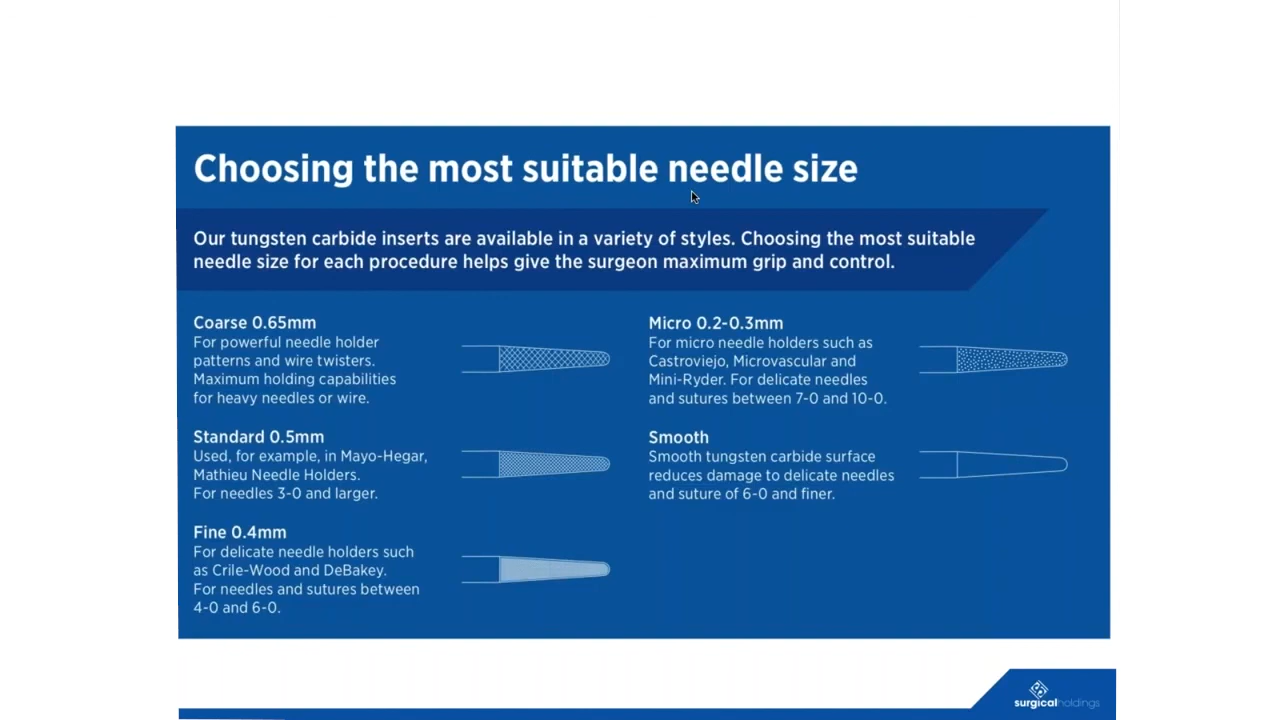 Choosing the most suitable needle size
Our tungsten carbide inserts are available in a variety of styles. Choosing the most suitable
needle size for each procedure helps give the surgeon maximum grip and control.
Coarse 0.65mm
For powerful needle holder
patterns and wire twisters.
Maximum holding capabilities
for heavy needles or wire.
Standard 0.5mm
Used, for example, in Mayo-Hegar,
Mathieu Needle Holders.
For needles 3-0 and larger.
Fine 0.4mm
For delicate needle holders such
as Crile-Wood and DeBakey.
For needles and sutures between
4-0 and 6-0.
Micro 0.2-0.3mm
For micro needle holders such as
Castroviejo, Microvascular and
Mini-Ryder. For delicate needles
and sutures between 7-0 and 10-0.
Smooth
Smooth tungsten carbide surface
reduces damage to delicate needles
and suture of 6-0 and finer.
surgicalholdings